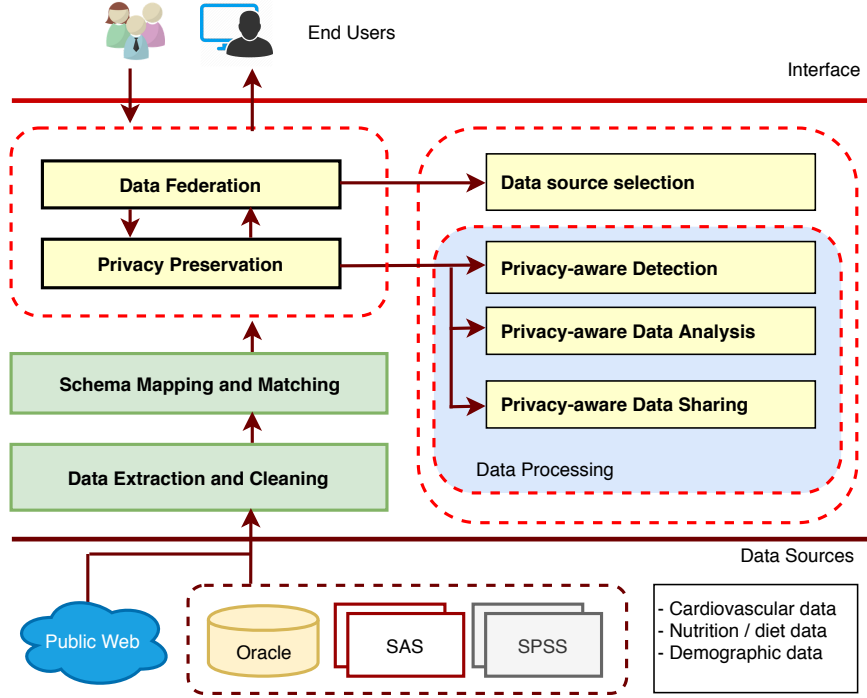 End Users
Interface
Data Federation
Data source selection
Privacy Preservation
Privacy-aware Detection
Privacy-aware Data Analysis
Schema Mapping and Matching
Privacy-aware Data Sharing
Data Extraction and Cleaning
Data Processing
Data Sources
Public Web
Oracle
SAS
SPSS
- Cardiovascular data
- Nutrition / diet data
- Demographic data